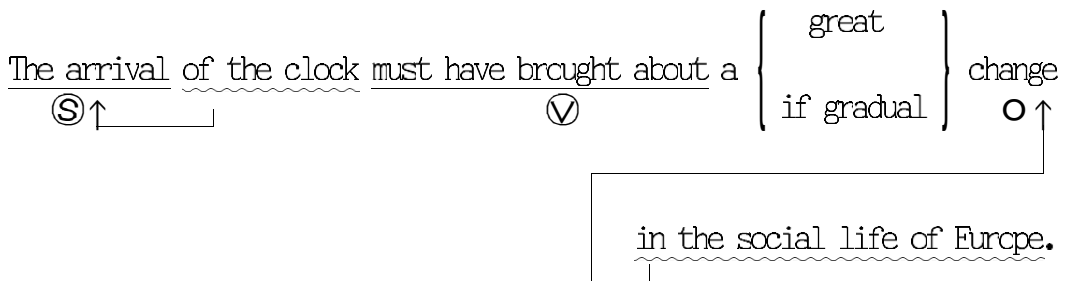 great
The arrival of the clock must have brought about a change
if gradual
S V O
in the social life of Europe.